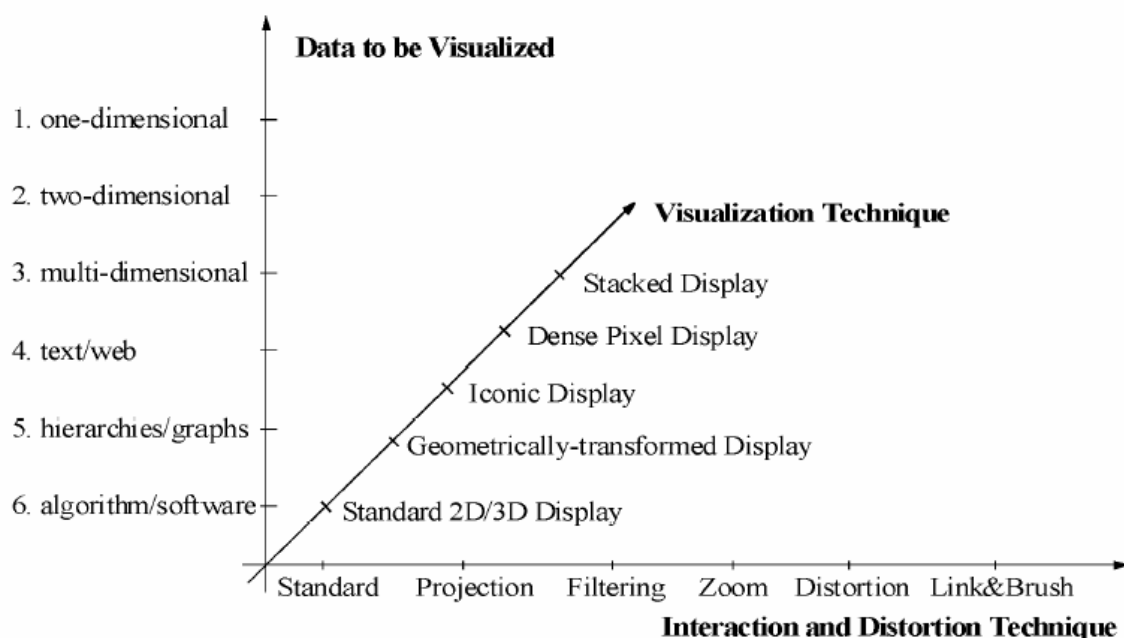 Data to be Visualized
1. one-dimensional
2. two-dimensional
Visualization Technique
3. multi-dimensional
Stacked Display
Dense Pixel Display
4. text/web
Iconic Display
5. hierarchies/graphs
Geometrically-transformed Display
6. algorithm/software
Standard 2D/3D Display
Standard Projection Filtering Zoom Distortion Link&Brush
Interaction and Distortion Technique